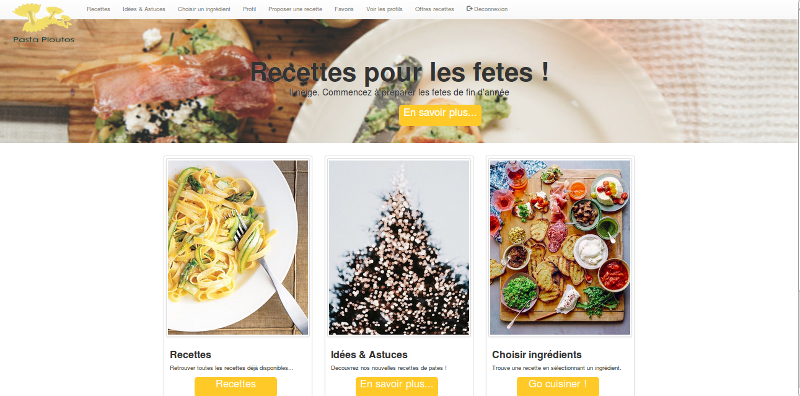 Recettes Idées & Astuces Choisir un ingrédient Profil Proposer une recette Favoris Voir les profils Offres recettes Deconnexion
Pasta Ploutos
Recettes pour les fetes !
Il neige. Commencez à préparer les fetes de fin d'année
En savoir plus...
Recettes
Retrouver toutes les recettes déjà disponibles...
Recettes
Idées & Astuces
Decouvrez nos nouvelles recettes de pates !
En savoir plus...
Choisir ingrédients
Trouve une recette en sélectionnant un ingrédient.
Go cuisiner !